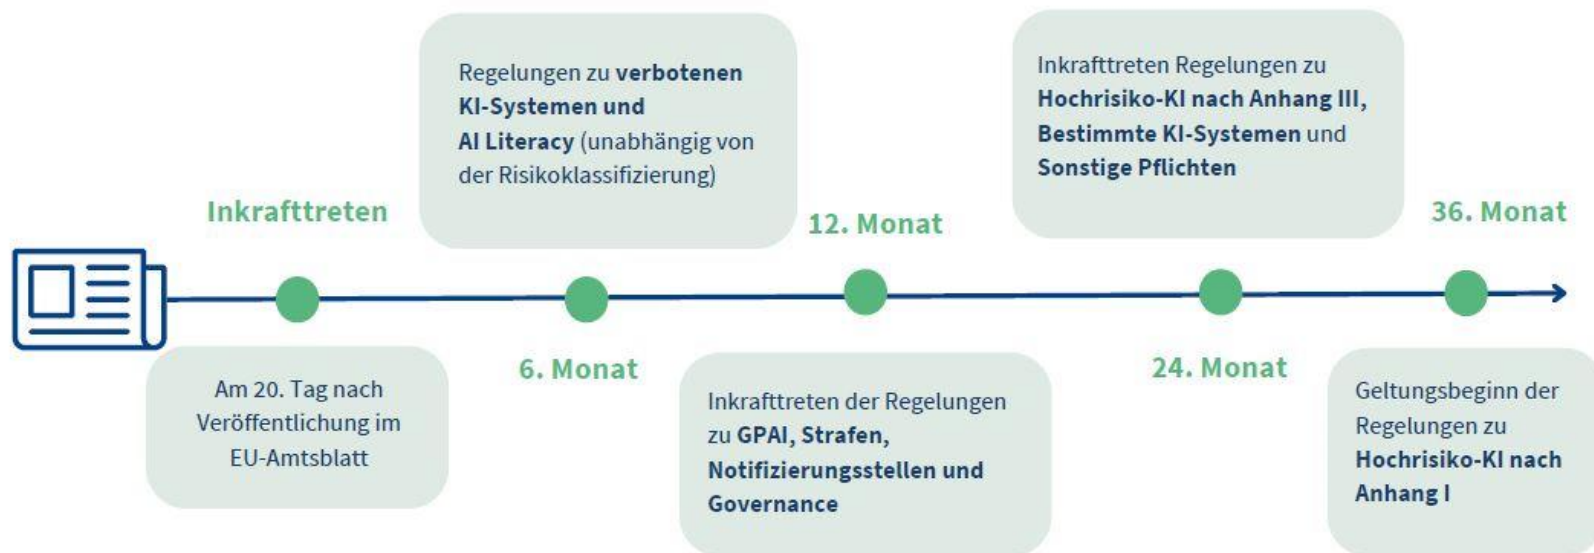 Inkrafttreten
Am 20. Tag nach
Veröffentlichung im
EU-Amtsblatt
Regelungen zu verbotenen
KI-Systemen und
AI Literacy (unabhängig von
der Risikoklassifizierung)
6. Monat
12. Monat
Inkrafttreten der Regelungen
zu GPAI, Strafen,
Notifizierungsstellen und
Governance
Inkrafttreten Regelungen zu
Hochrisiko-KI nach Anhang III,
Bestimmte KI-Systemen und
Sonstige Pflichten
24. Monat
36. Monat
Geltungsbeginn der
Regelungen zu
Hochrisiko-KI nach
Anhang I